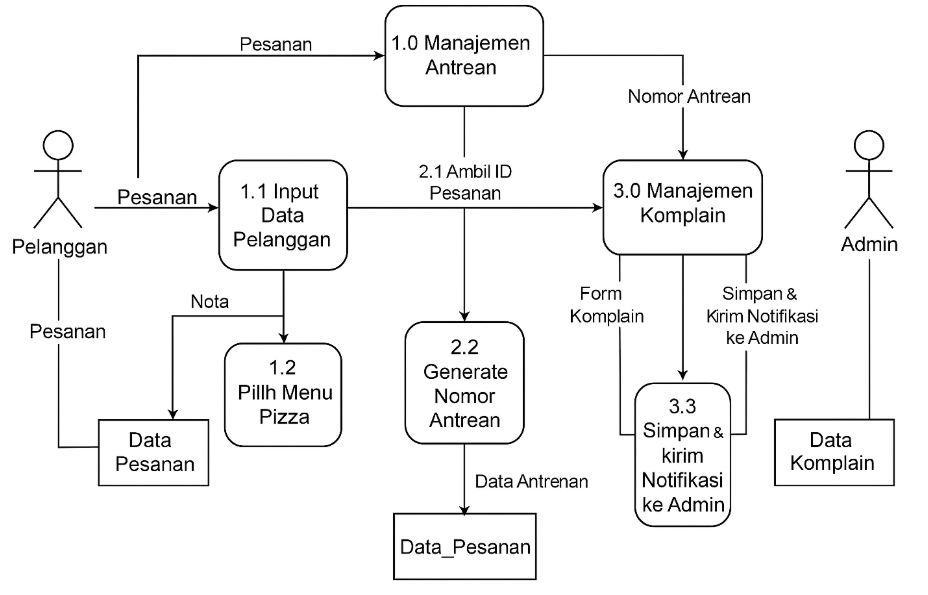 Pesanan
1.0 Manajemen
Antrean
Nomor Antrean
Pelanggan
Pesanan
1.1 Input
Data
Pelanggan
2.1 Ambil ID
Pesanan
3.0 Manajemen
Komplain
Admin
Pesanan
Nota
1.2
Pillh Menu
Pizza
2.2
Generate
Nomor
Antrean
Form
Komplain
Simpan &
Kirim Notifikasi
ke Admin
3.3
Simpan &
kirim
Notifikasi
ke Admin
Data
Pesanan
Data Antrenan
Data_Pesanan
Data
Komplain